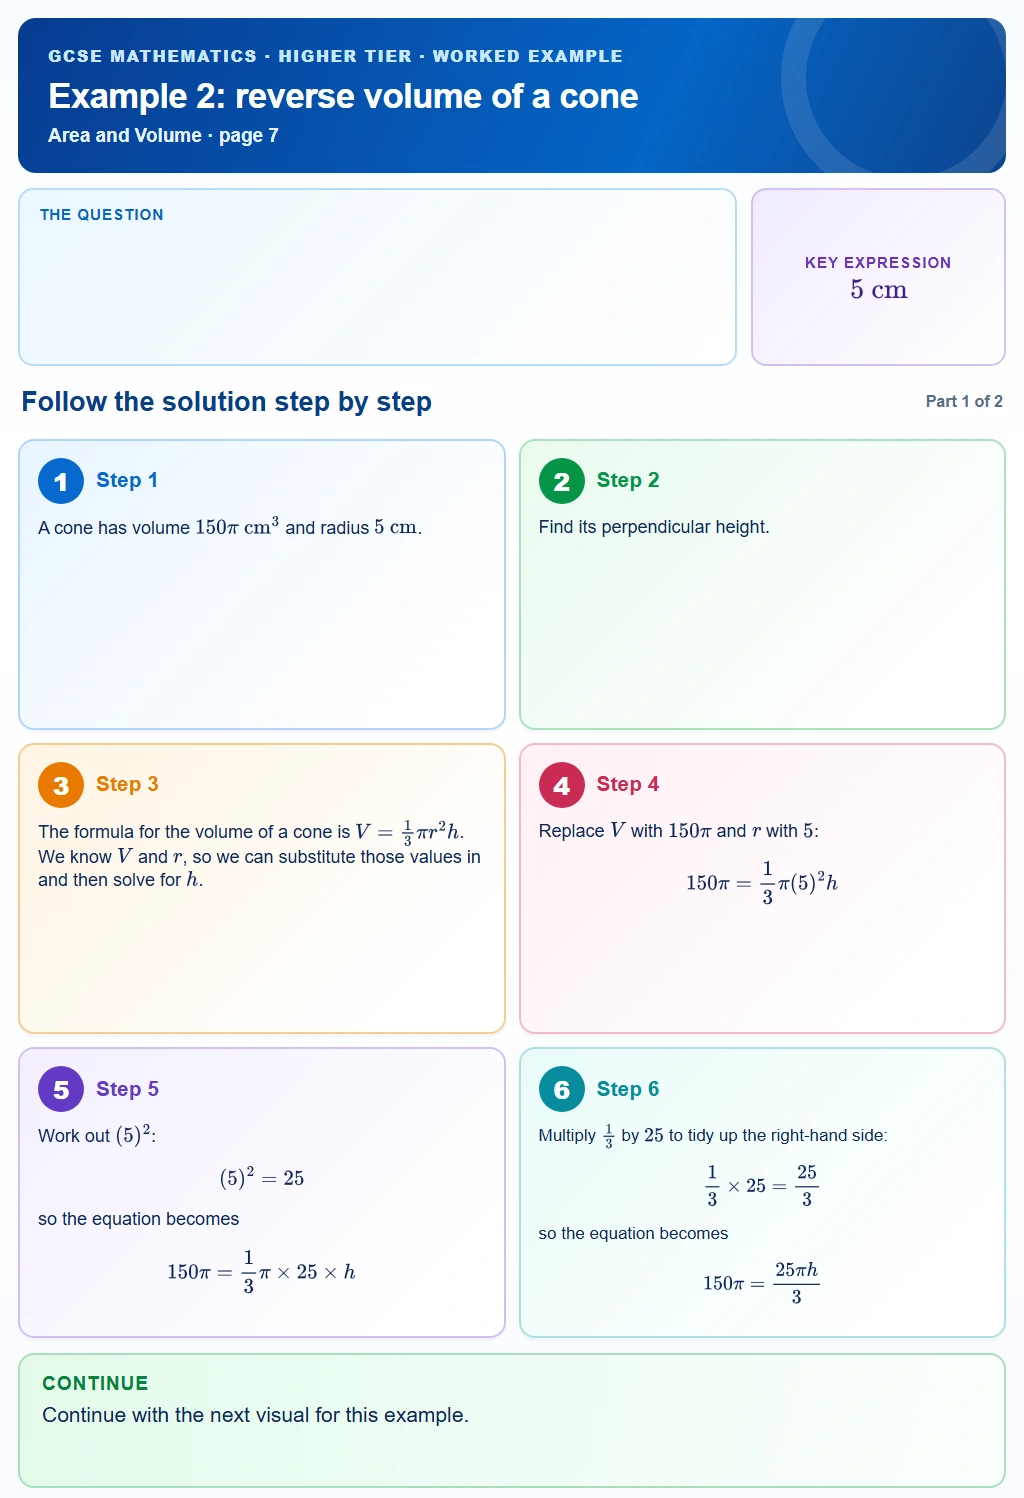 GCSE MATHEMATICS · HIGHER TIER · WORKED EXAMPLE
Example 2: reverse volume of a cone
Area and Volume · page 7
THE QUESTION
KEY EXPRESSION
5 cm
Follow the solution step by step
Part 1 of 2
1 Step 1
A cone has volume 150π cm³ and radius 5 cm.
2 Step 2
Find its perpendicular height.
3 Step 3
The formula for the volume of a cone is V = 1/3 πr²h.
We know V and r, so we can substitute those values in
and then solve for h.
4 Step 4
Replace V with 150π and r with 5:
150π = 1/3 π(5)²h
5 Step 5
Work out (5)²:
(5)² = 25
so the equation becomes
150π = 1/3 π × 25 × h
6 Step 6
Multiply 1/3 by 25 to tidy up the right-hand side:
1/3 × 25 = 25/3
so the equation becomes
150π = 25πh/3
CONTINUE
Continue with the next visual for this example.